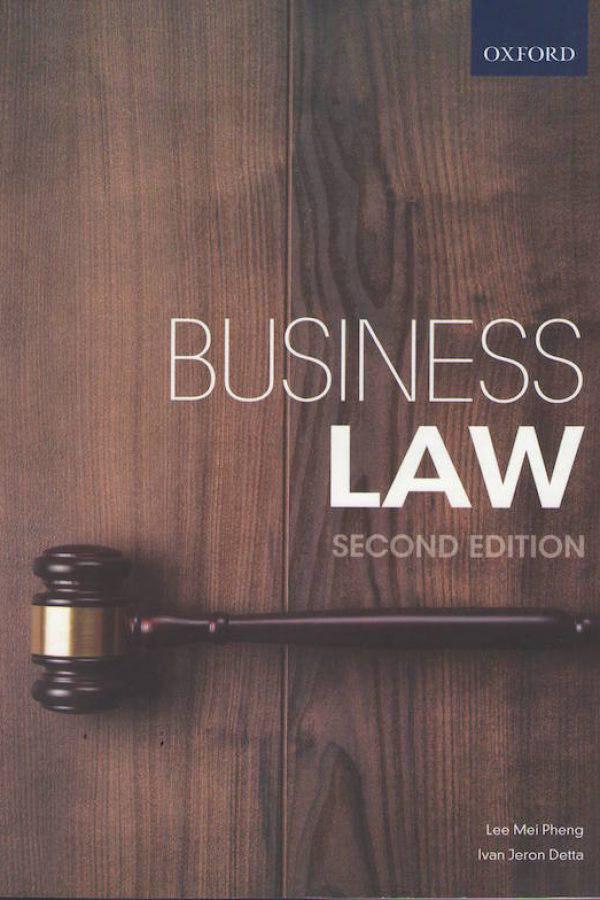 OXFORD
BUSINESS
LAW
SECOND EDITION
Lee Mei Pheng
Ivan Jeron Detta